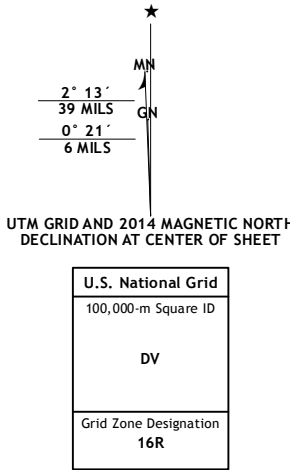 MN
2° 13´
39 MILS
GN
0° 21´
6 MILS
UTM GRID AND 2014 MAGNETIC NORTH
DECLINATION AT CENTER OF SHEET
U.S. National Grid
100,000-m Square ID
DV
Grid Zone Designation
16R